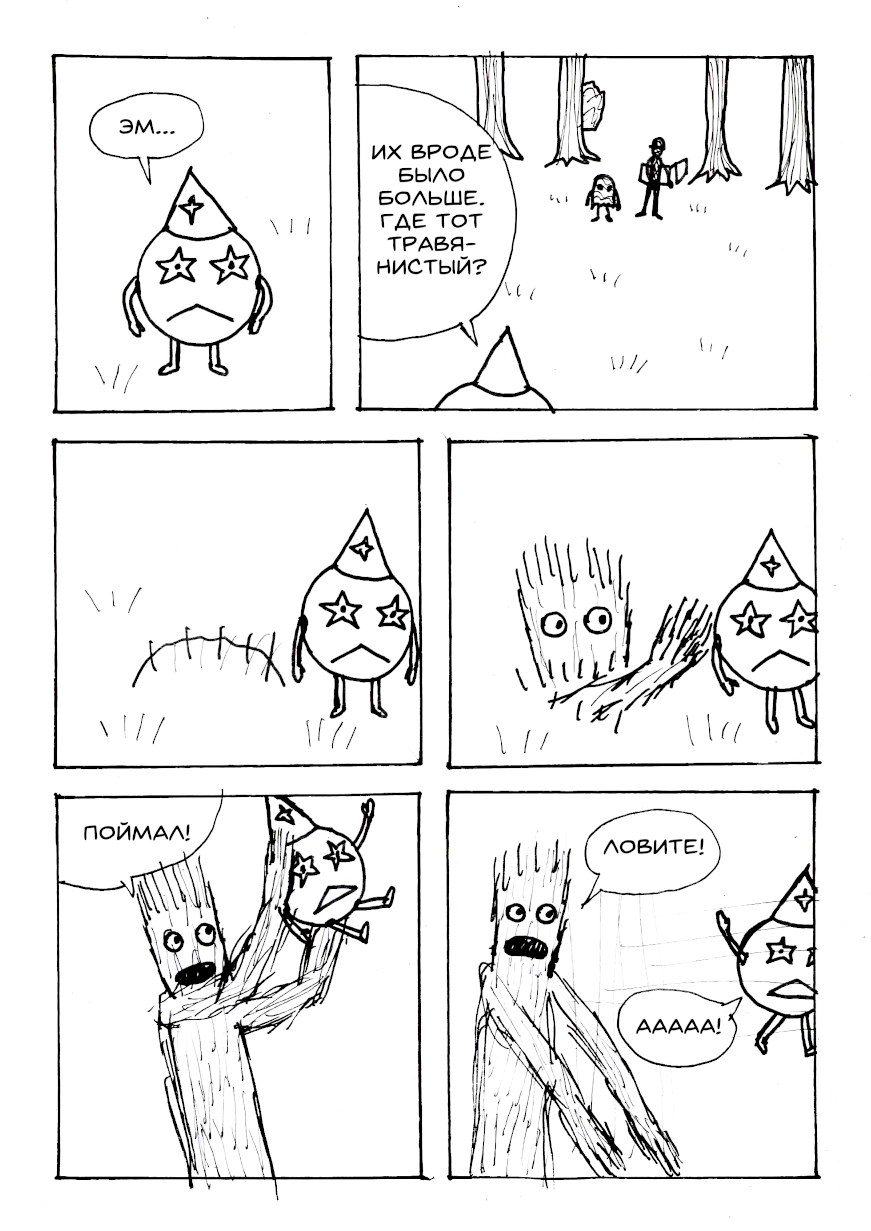 ЭМ...
ИХ ВРОДЕ
БЫЛО
БОЛЬШЕ.
ГДЕ ТОТ
ТРАВЯ-
НИСТЫЙ?
ПОЙМАЛ!
ЛОВИТЕ!
ААААА!